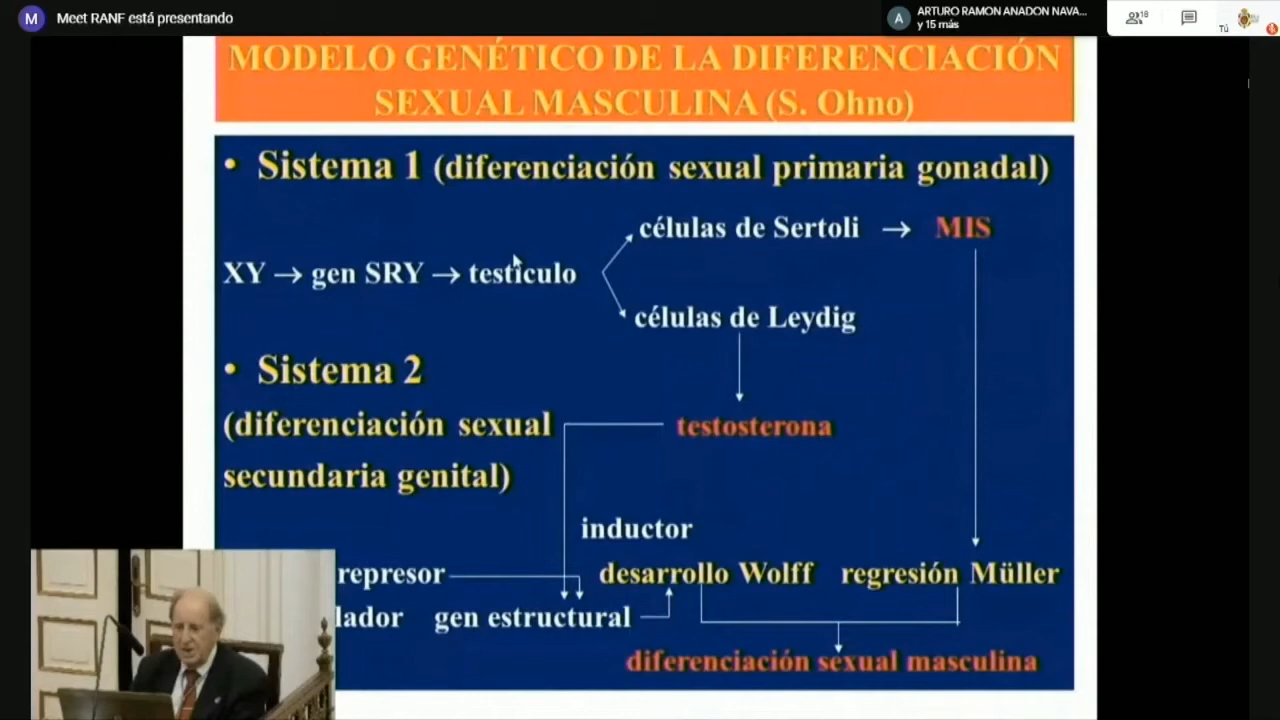 M Meet RANF está presentando
A ARTURO RAMON ANADON NAVA...
y 15 más
18
Tú
MODELO GENÉTICO DE LA DIFERENCIACIÓN
SEXUAL MASCULINA (S. Ohno)
• Sistema 1 (diferenciación sexual primaria gonadal)
células de Sertoli → MIS
XY → gen SRY → testículo
células de Leydig
• Sistema 2
(diferenciación sexual
testosterona
secundaria genital)
inductor
represor desarrollo Wolff regresión Müller
lador gen estructural
diferenciación sexual masculina